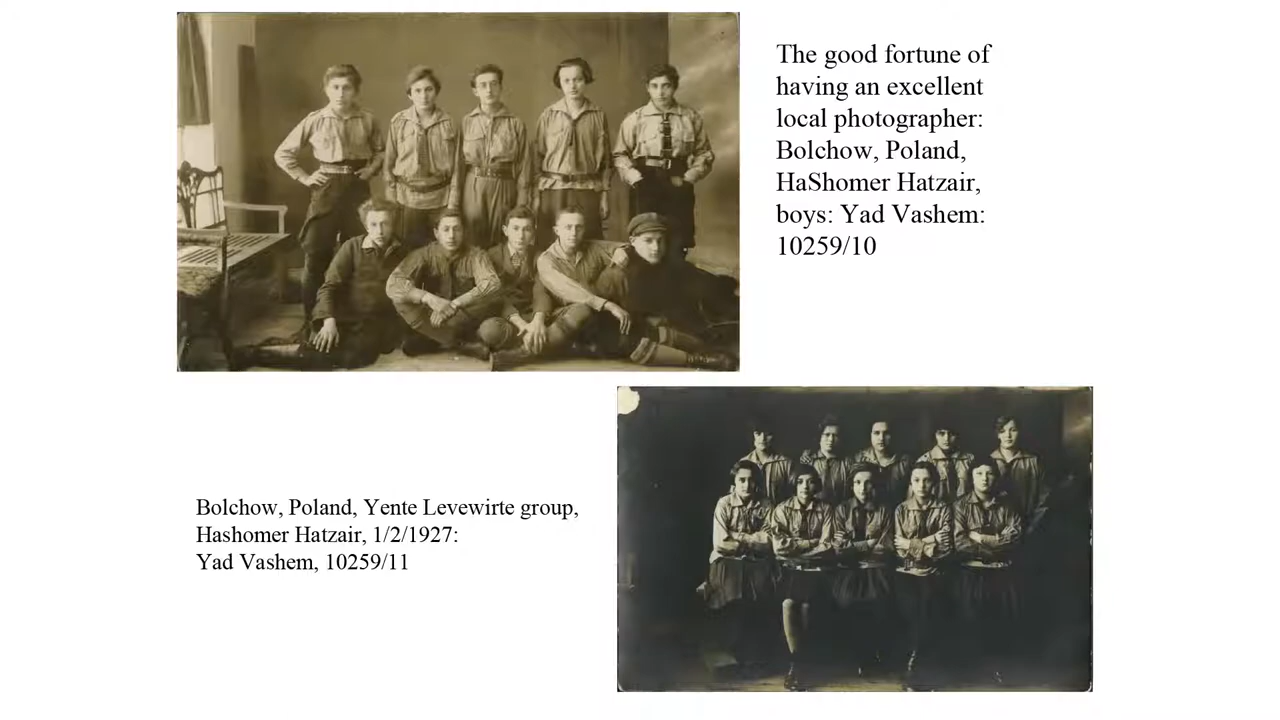 The good fortune of
having an excellent
local photographer:
Bolchow, Poland,
HaShomer Hatzair,
boys: Yad Vashem:
10259/10
Bolchow, Poland, Yente Levewirte group,
Hashomer Hatzair, 1/2/1927:
Yad Vashem, 10259/11